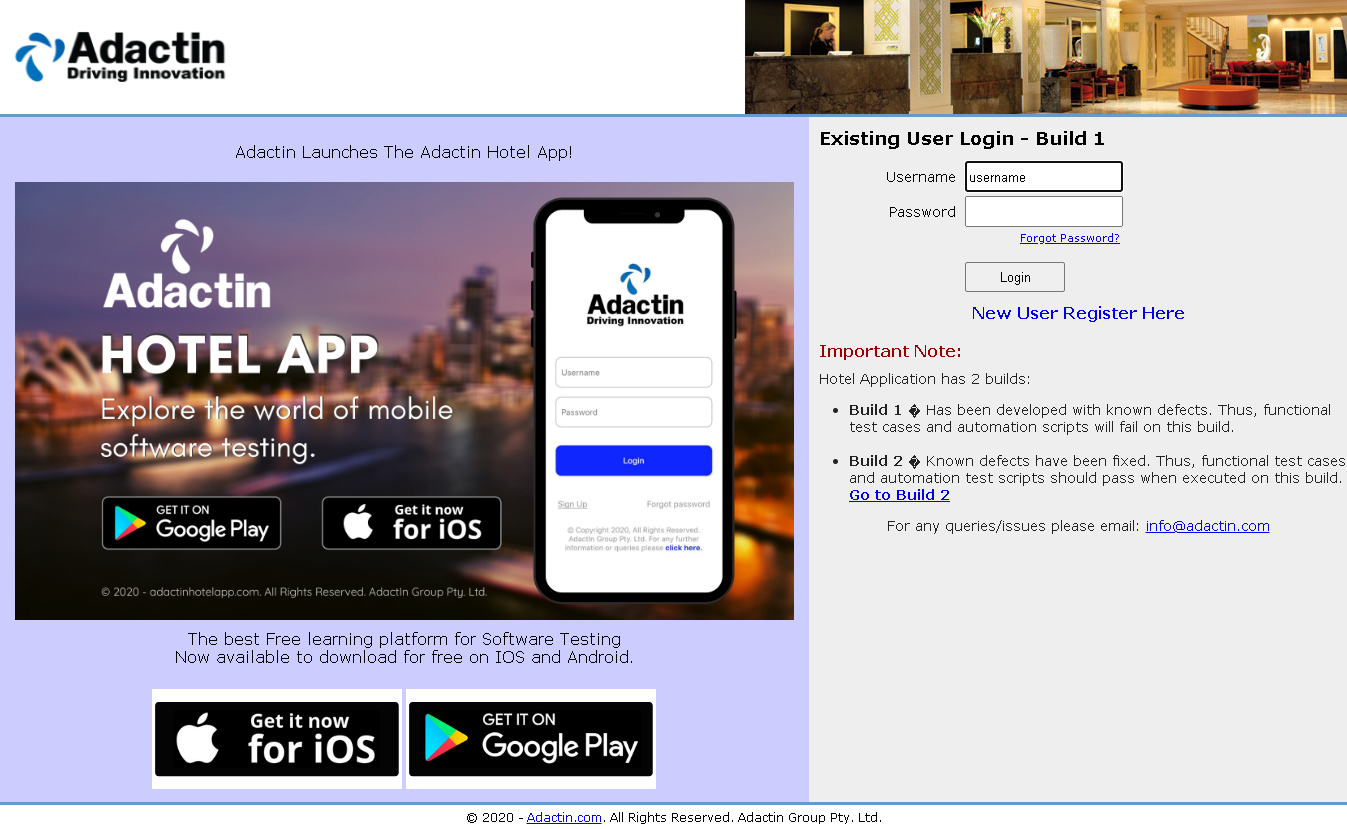 Adactin
Driving Innovation
Adactin Launches The Adactin Hotel App!
Adactin
HOTEL APP
Explore the world of mobile
software testing.
GET IT ON
Google Play
Get it now
for iOS
© 2020 - adactinhotelapp.com. All Rights Reserved. Adactin Group Pty. Ltd.
Adactin
Driving Innovation
Username
Password
Login
Sign Up Forgot password
© Copyright 2020, All Rights Reserved.
Adactin Group Pty. Ltd. For any further
information or queries please click here.
The best Free learning platform for Software Testing
Now available to download for free on IOS and Android.
Get it now
for iOS
GET IT ON
Google Play
Existing User Login - Build 1
Username username
Password
Forgot Password?
Login
New User Register Here
Important Note:
Hotel Application has 2 builds:
• Build 1 � Has been developed with known defects. Thus, functional
test cases and automation scripts will fail on this build.
• Build 2 � Known defects have been fixed. Thus, functional test cases
and automation test scripts should pass when executed on this build.
Go to Build 2
For any queries/issues please email: info@adactin.com
© 2020 - Adactin.com. All Rights Reserved. Adactin Group Pty. Ltd.